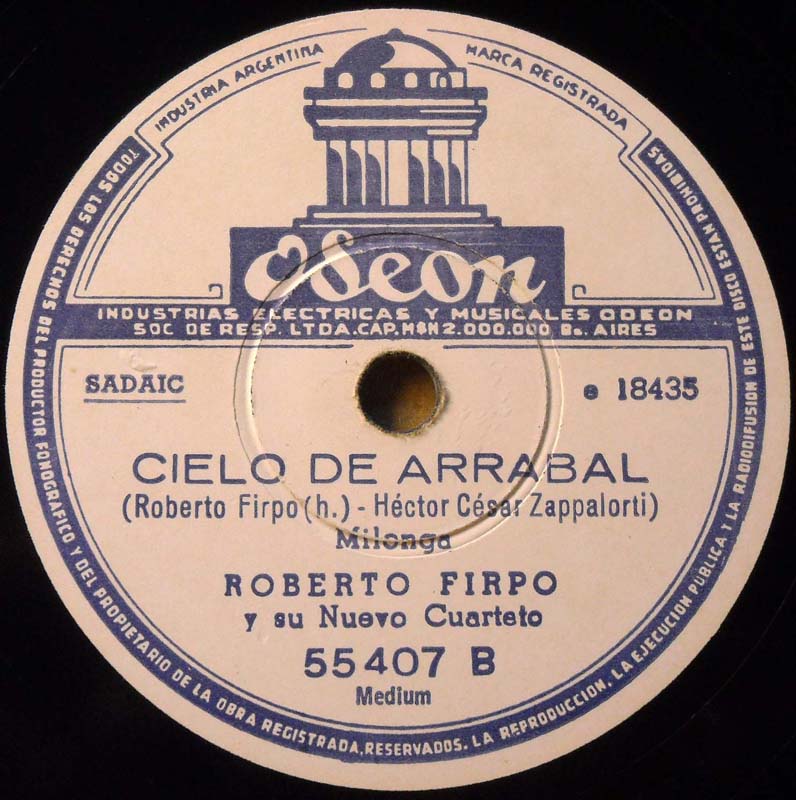 INDUSTRIA ARGENTINA
MARCA REGISTRADA
Odeon
INDUSTRIAS ELECTRICAS Y MUSICALES ODEON
SOC DE RESP. LTDA.CAP.M$N2.000.000 Bs. AIRES
SADAIC
e 18435
CIELO DE ARRABAL
(Roberto Firpo (h.) - Héctor César Zappalorti)
Milonga
ROBERTO FIRPO
y su Nuevo Cuarteto
55407 B
Medium
TODOS LOS DERECHOS DEL PRODUCTOR FONOGRAFICO Y DEL PROPIETARIO DE LA OBRA REGISTRADA, RESERVADOS. LA REPRODUCCION, LA EJECUCION PUBLICA Y LA RADIODIFUSION DE ESTE DISCO ESTAN PROHIBIDAS